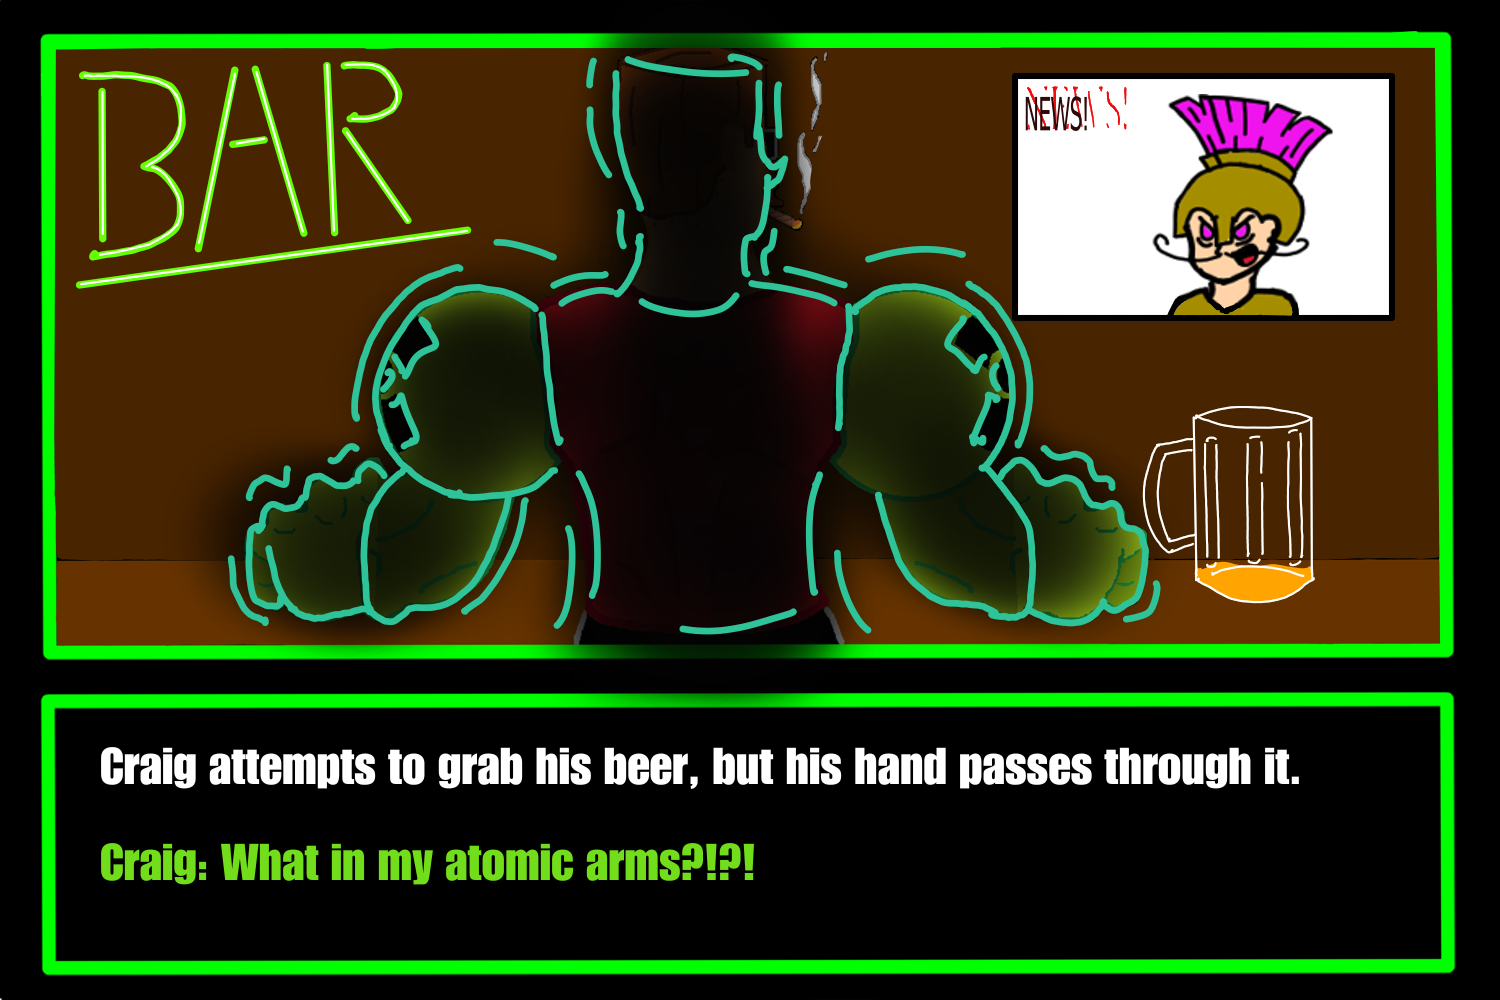 BAR
NEWS!
Craig attempts to grab his beer, but his hand passes through it.
Craig: What in my atomic arms?!?!